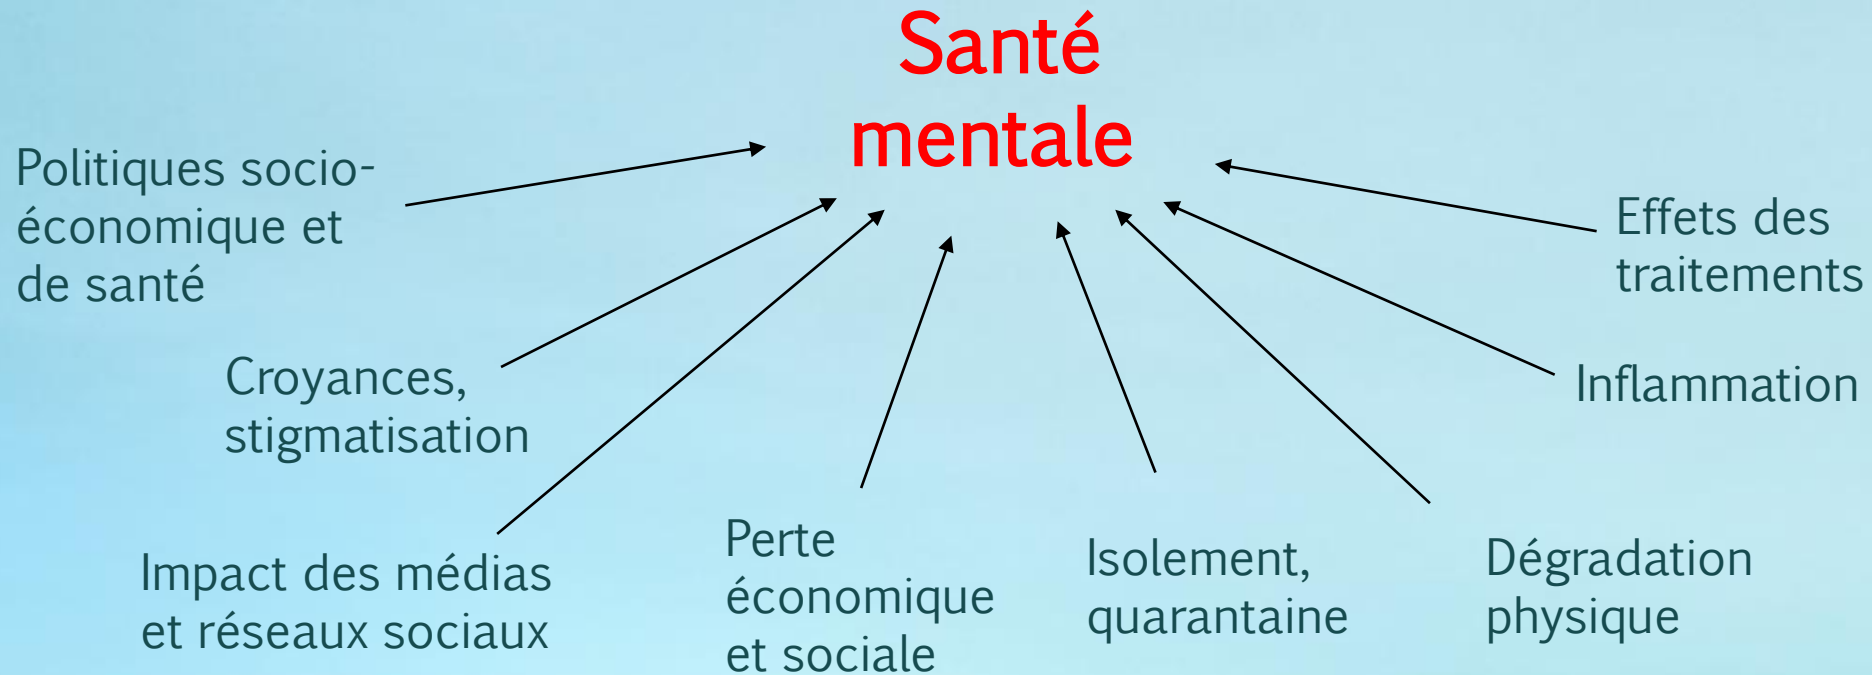 Santé
mentale
Politiques socio-
économique et
de santé
Croyances,
stigmatisation
Impact des médias
et réseaux sociaux
Perte
économique
et sociale
Isolement,
quarantaine
Dégradation
physique
Inflammation
Effets des
traitements